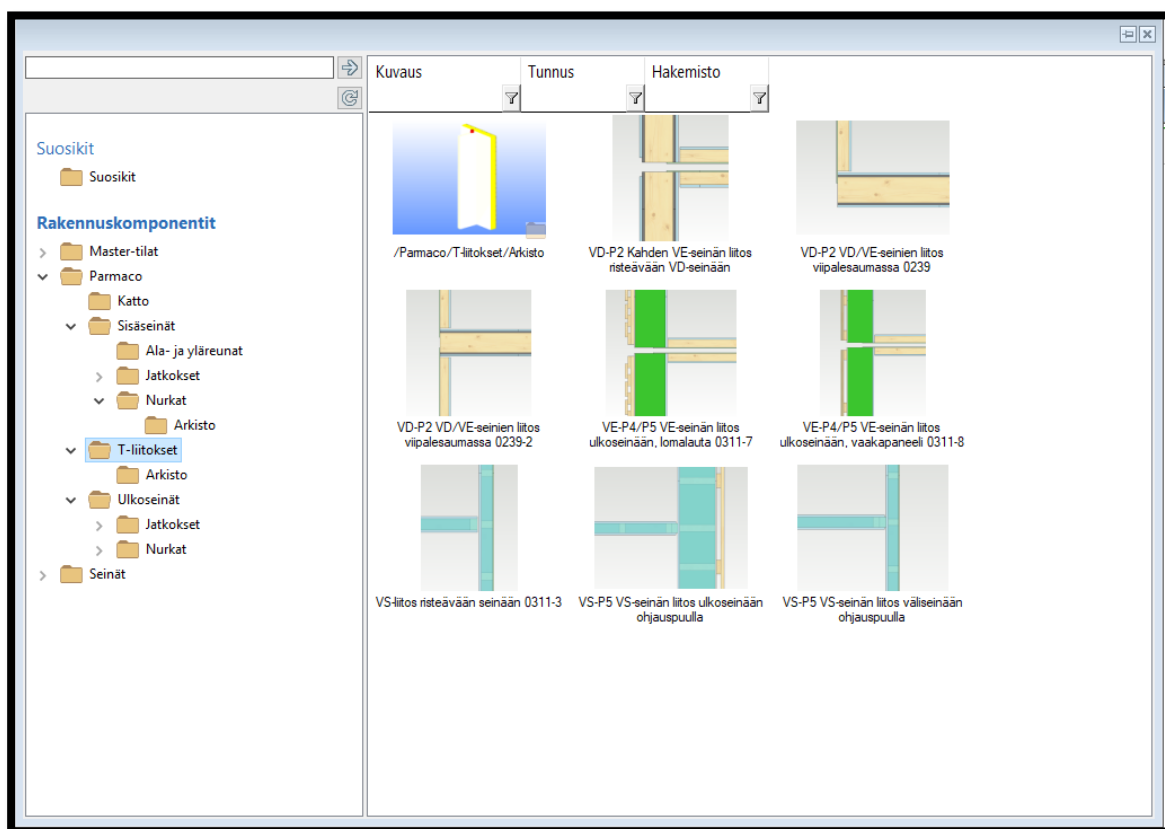 Kuvaus Tunnus Hakemisto
Suosikit
Suosikit
Rakennuskomponentit
Master-tilat
Parmaco
Katto
Sisäseinät
Ala- ja yläreunat
Jatkokset
Nurkat
Arkisto
T-liitokset
Arkisto
Ulkoseinät
Jatkokset
Nurkat
Seinät
/Parmaco/T-liitokset/Arkisto
VD-P2 Kahden VE-seinän liitos
risteävään VD-seinään
VD-P2 VD/VE-seinien liitos
viipalesaumassa 0239
VD-P2 VD/VE-seinien liitos
viipalesaumassa 0239-2
VE-P4/P5 VE-seinän liitos
ulkoseinään, lomalauta 0311-7
VE-P4/P5 VE-seinän liitos
ulkoseinään, vaakapaneeli 0311-8
VS-liitos risteävään seinään 0311-3
VS-P5 VS-seinän liitos ulkoseinään
ohjauspuulla
VS-P5 VS-seinän liitos väliseinään
ohjauspuulla